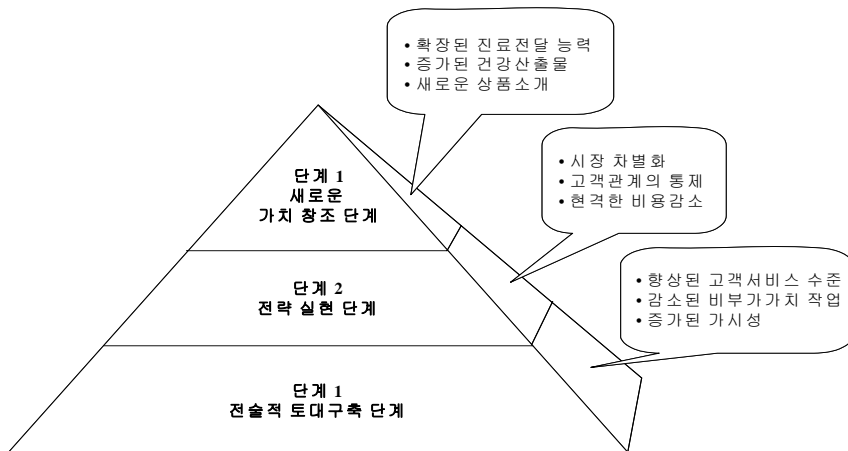 • 확장된 진료전달 능력
• 증가된 건강산출물
• 새로운 상품소개
단계 1
새로운
가치 창조 단계
• 시장 차별화
• 고객관계의 통제
• 현격한 비용감소
단계 2
전략 실현 단계
• 향상된 고객서비스 수준
• 감소된 비부가가치 작업
• 증가된 가시성
단계 1
전술적 토대구축 단계